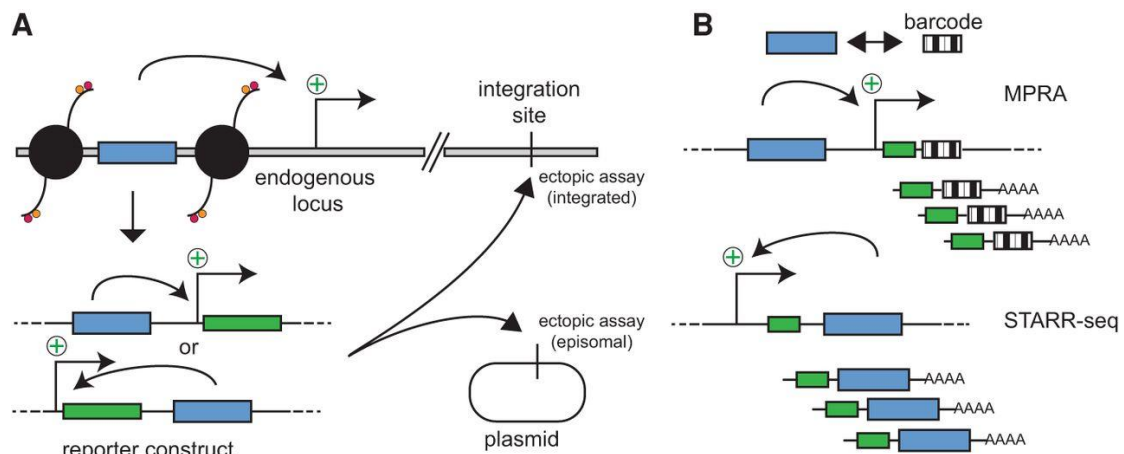 A
integration
site
endogenous
locus
ectopic assay
(integrated)
or
reporter construct
ectopic assay
(episomal)
plasmid
B
barcode
MPRA
AAAA
AAAA
AAAA
STARR-seq
AAAA
AAAA
AAAA